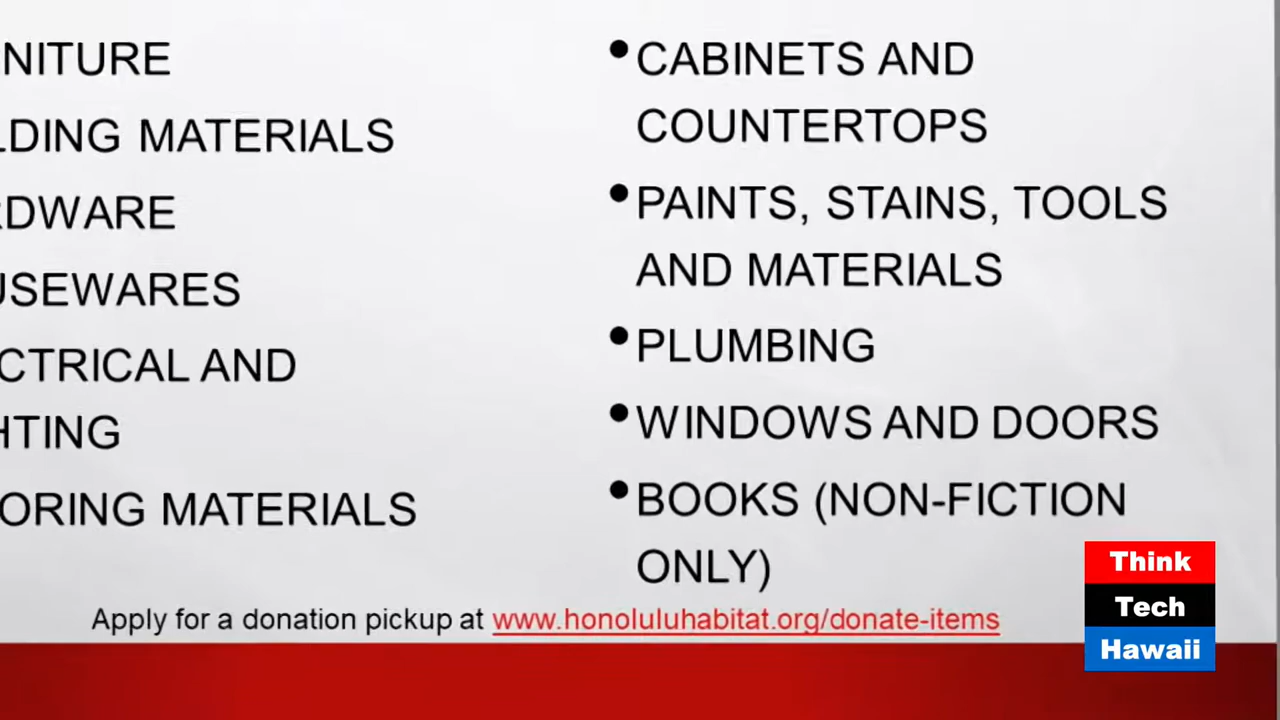 NITURE
LDING MATERIALS
RDWARE
USEWARES
CTRICAL AND
HTING
ORING MATERIALS
• CABINETS AND
COUNTERTOPS
• PAINTS, STAINS, TOOLS
AND MATERIALS
• PLUMBING
• WINDOWS AND DOORS
• BOOKS (NON-FICTION
ONLY)
Apply for a donation pickup at www.honoluluhabitat.org/donate-items
Think
Tech
Hawaii